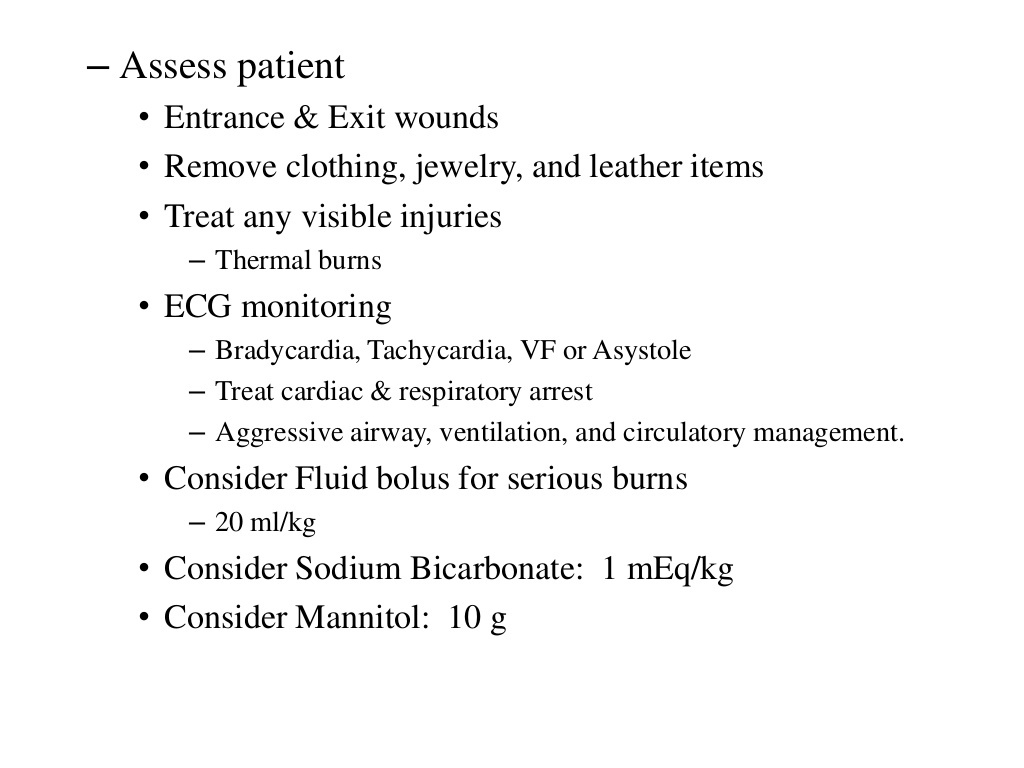 – Assess patient
• Entrance & Exit wounds
• Remove clothing, jewelry, and leather items
• Treat any visible injuries
– Thermal burns
• ECG monitoring
– Bradycardia, Tachycardia, VF or Asystole
– Treat cardiac & respiratory arrest
– Aggressive airway, ventilation, and circulatory management.
• Consider Fluid bolus for serious burns
– 20 ml/kg
• Consider Sodium Bicarbonate:  1 mEq/kg
• Consider Mannitol:  10 g